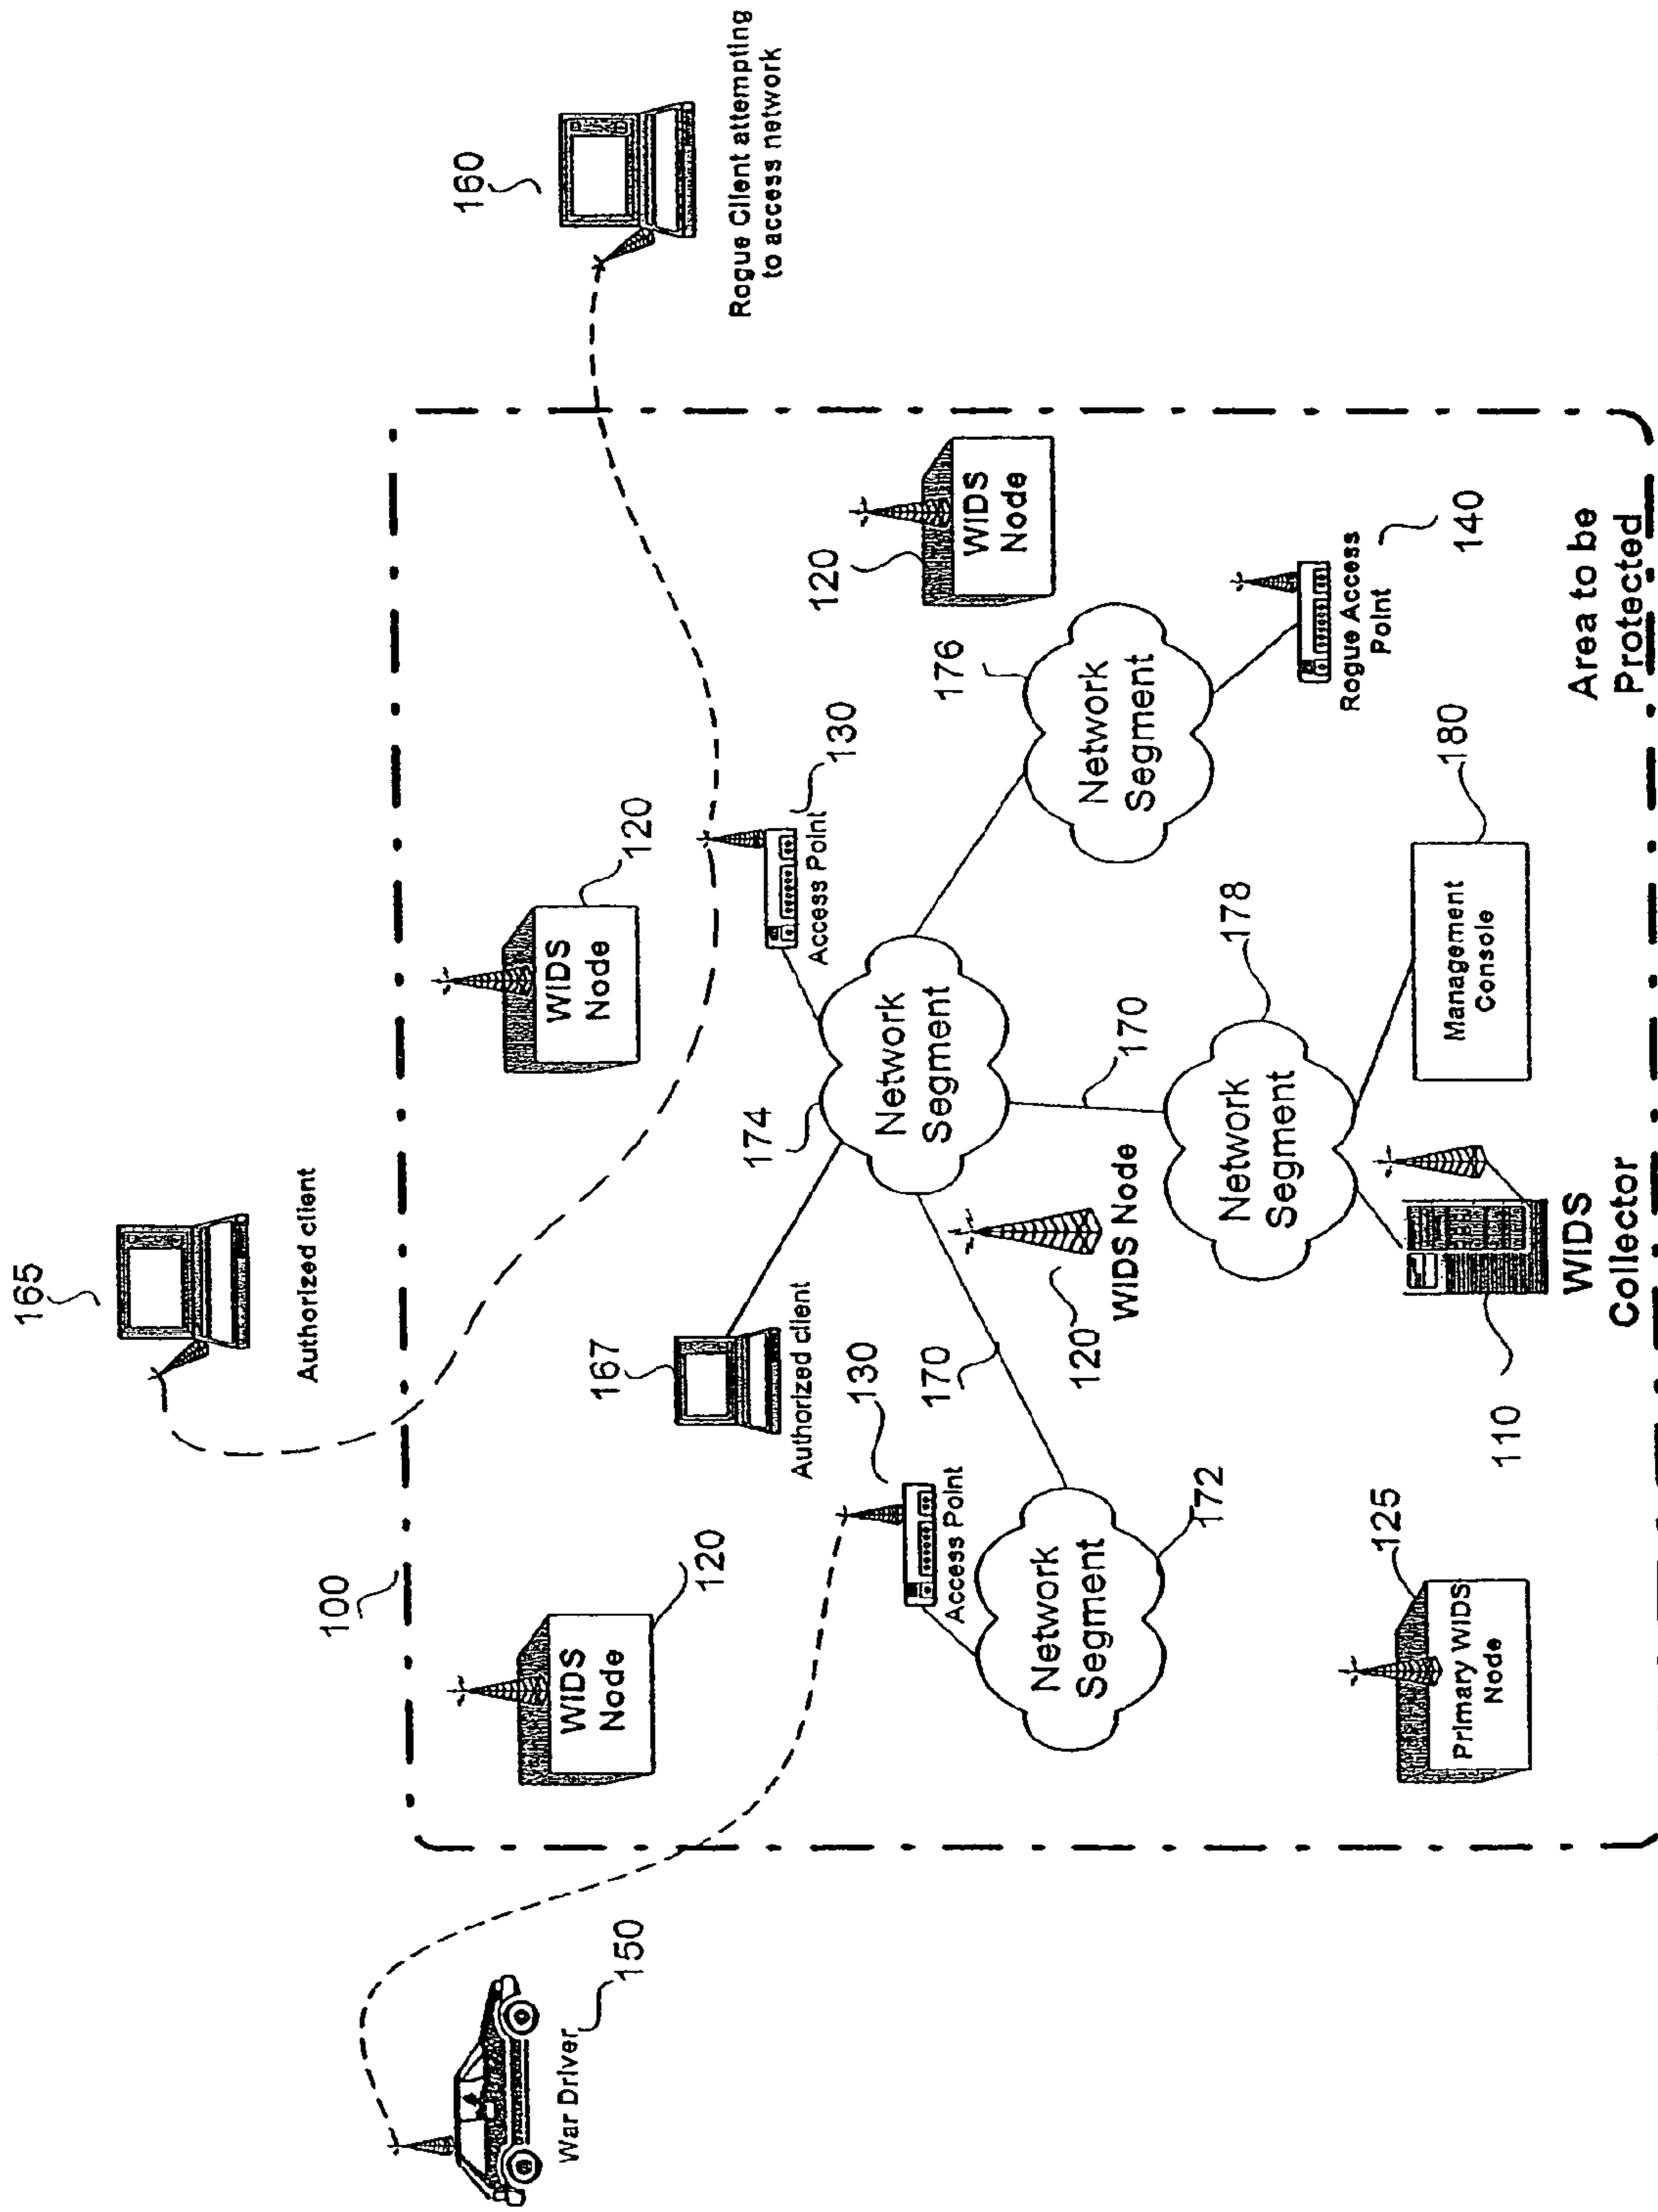 165
Authorized client
160
Rogue Client attempting
to access network
100
WIDS
Node
120
WIDS
Node
120
War Driver
150
167
Authorized client
174
Access Point
130
120
WIDS
Node
130
Access Point
Network
Segment
176
Network
Segment
172
170
Network
Segment
120
WIDS Node
170
178
Network
Segment
Rogue Access
Point
140
125
Primary WIDS
Node
110
WIDS
Collector
Management
Console
180
Area to be
Protected